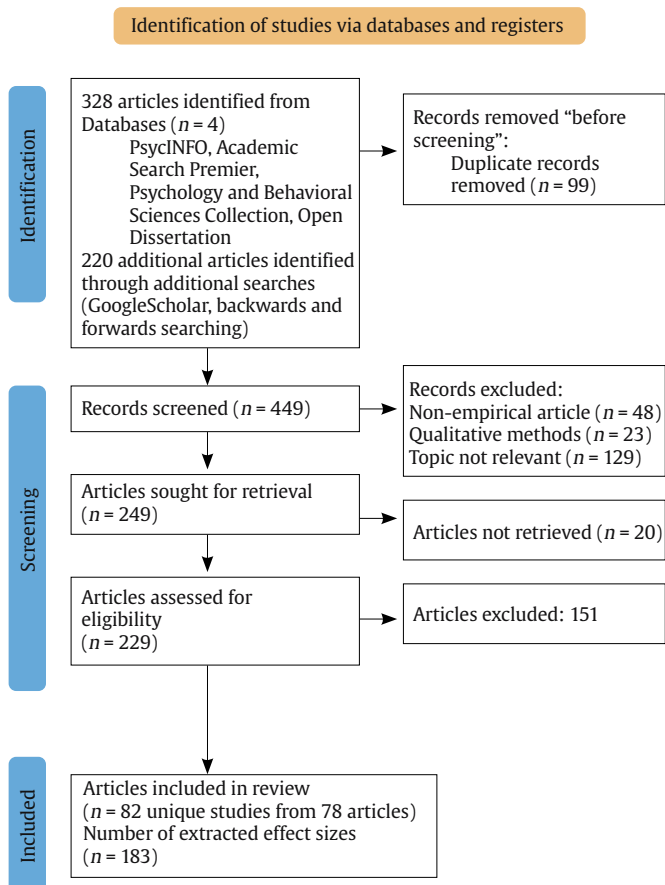 Identification of studies via databases and registers
Identification
328 articles identified from
Databases (n = 4)
PsycINFO, Academic
Search Premier,
Psychology and Behavioral
Sciences Collection, Open
Dissertation
220 additional articles identified
through additional searches
(GoogleScholar, backwards and
forwards searching)
Records removed “before
screening”:
Duplicate records
removed (n = 99)
Screening
Records screened (n = 449)
Records excluded:
Non-empirical article (n = 48)
Qualitative methods (n = 23)
Topic not relevant (n = 129)
Articles sought for retrieval
(n = 249)
Articles not retrieved (n = 20)
Articles assessed for
eligibility
(n = 229)
Articles excluded: 151
Included
Articles included in review
(n = 82 unique studies from 78 articles)
Number of extracted effect sizes
(n = 183)